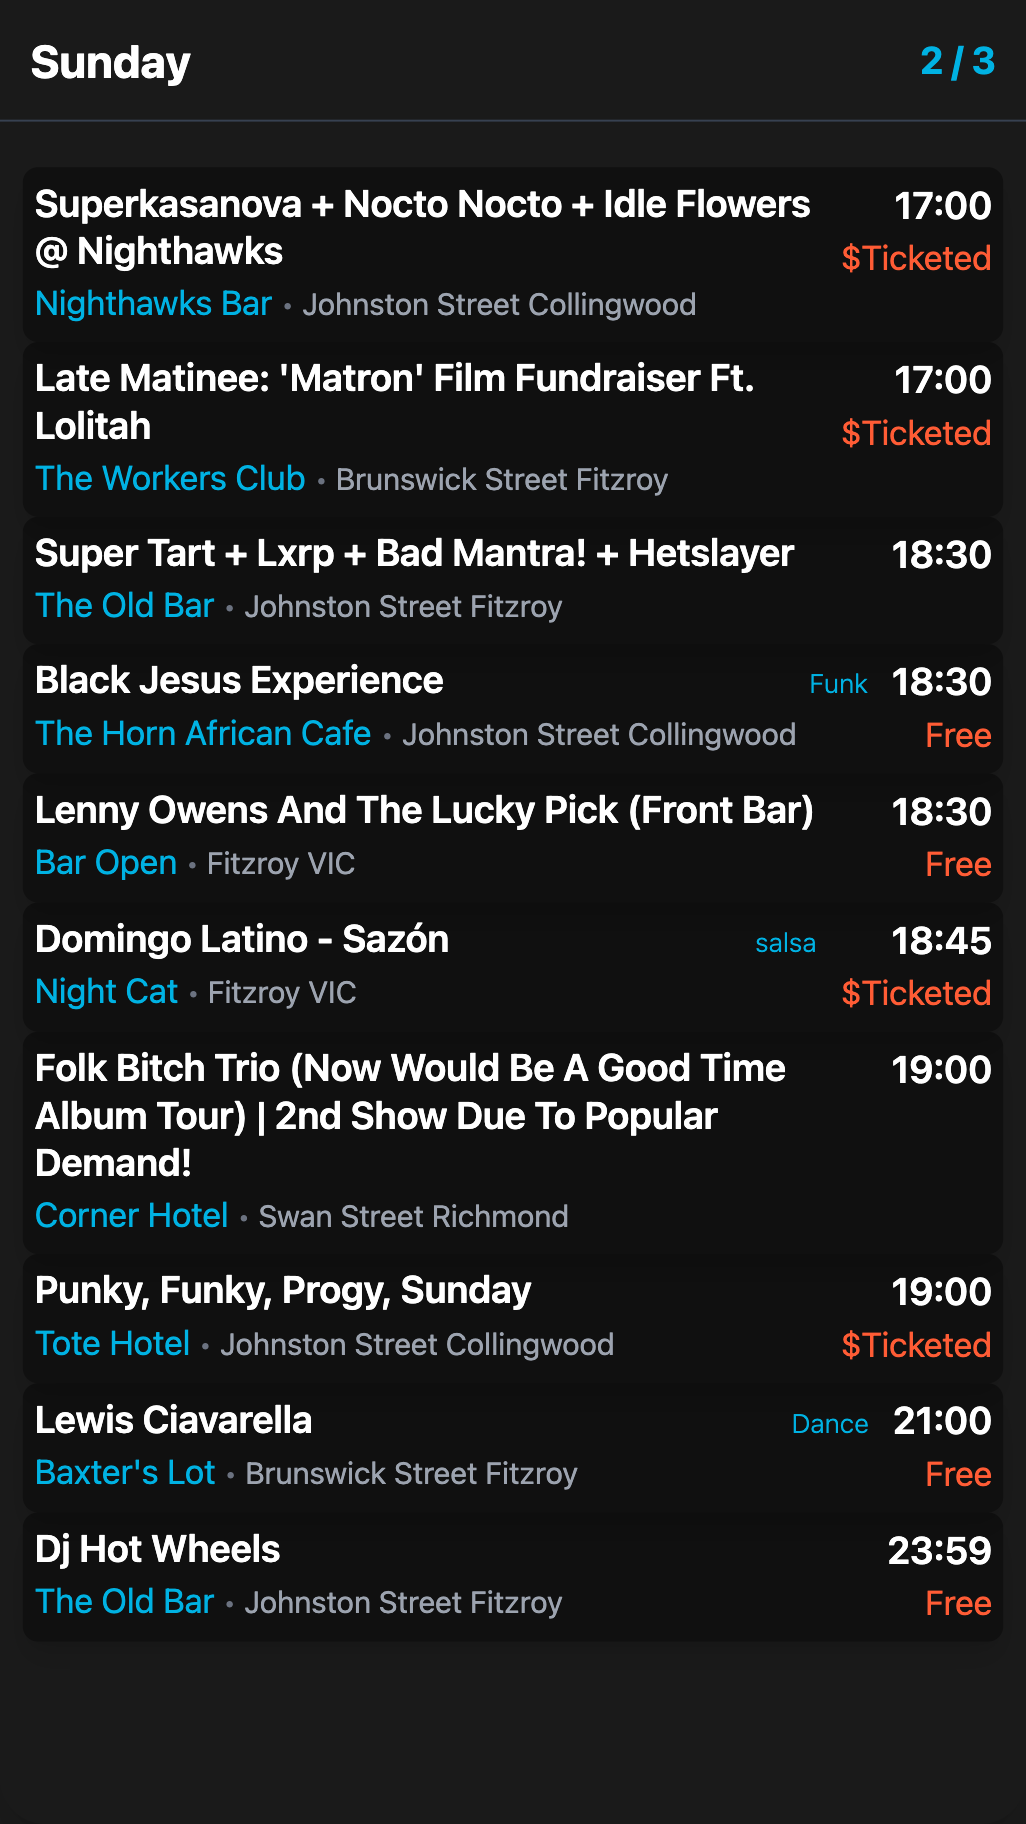 Sunday
2 / 3
Superkasanova + Nocto Nocto + Idle Flowers
@ Nighthawks
17:00
$Ticketed
Nighthawks Bar • Johnston Street Collingwood
Late Matinee: 'Matron' Film Fundraiser Ft.
Lolitah
17:00
$Ticketed
The Workers Club • Brunswick Street Fitzroy
Super Tart + Lxrp + Bad Mantra! + Hetslayer
18:30
The Old Bar • Johnston Street Fitzroy
Black Jesus Experience
Funk
18:30
The Horn African Cafe • Johnston Street Collingwood
Free
Lenny Owens And The Lucky Pick (Front Bar)
18:30
Bar Open • Fitzroy VIC
Free
Domingo Latino - Sazón
salsa
18:45
Night Cat • Fitzroy VIC
$Ticketed
Folk Bitch Trio (Now Would Be A Good Time
Album Tour) | 2nd Show Due To Popular
Demand!
19:00
Corner Hotel • Swan Street Richmond
Punky, Funky, Progy, Sunday
19:00
Tote Hotel • Johnston Street Collingwood
$Ticketed
Lewis Ciavarella
Dance
21:00
Baxter's Lot • Brunswick Street Fitzroy
Free
Dj Hot Wheels
23:59
The Old Bar • Johnston Street Fitzroy
Free